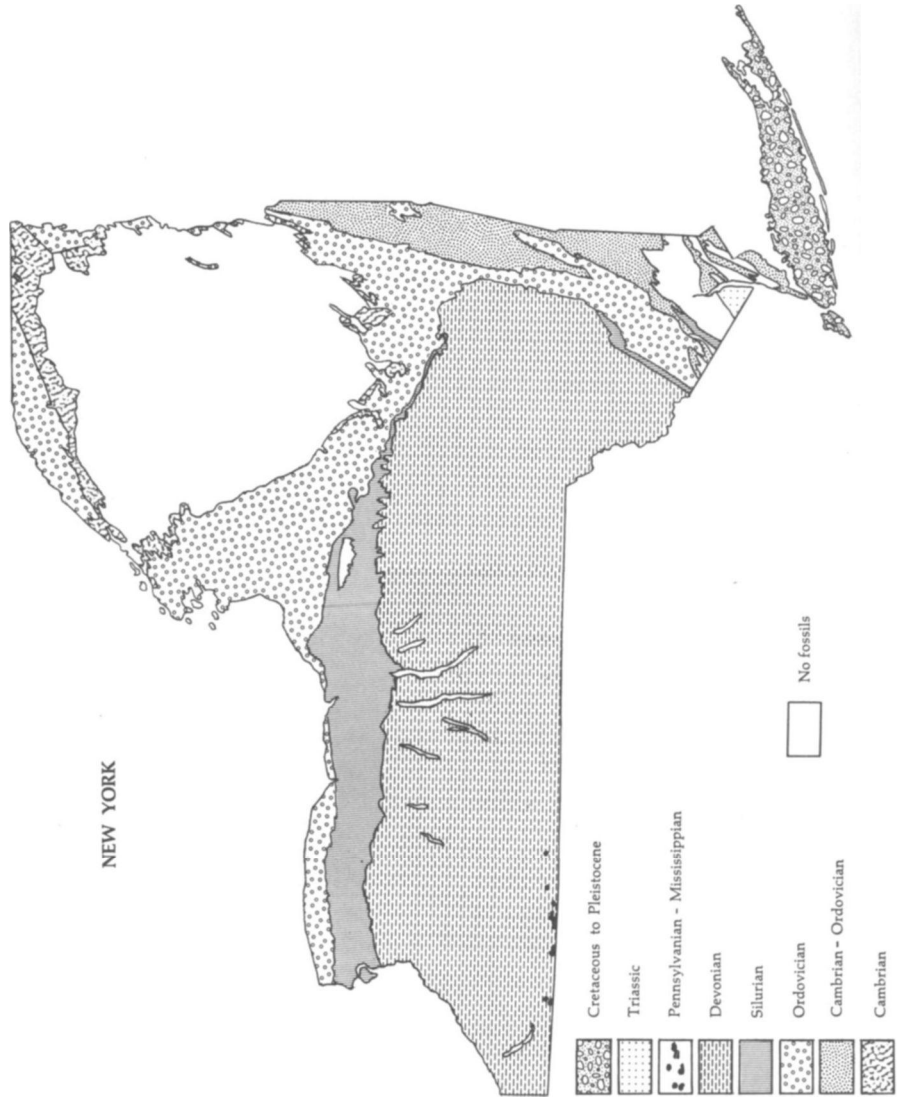 NEW YORK
Cretaceous to Pleistocene
Triassic
Pennsylvanian - Mississippian
Devonian
Silurian
Ordovician
Cambrian - Ordovician
Cambrian
No fossils